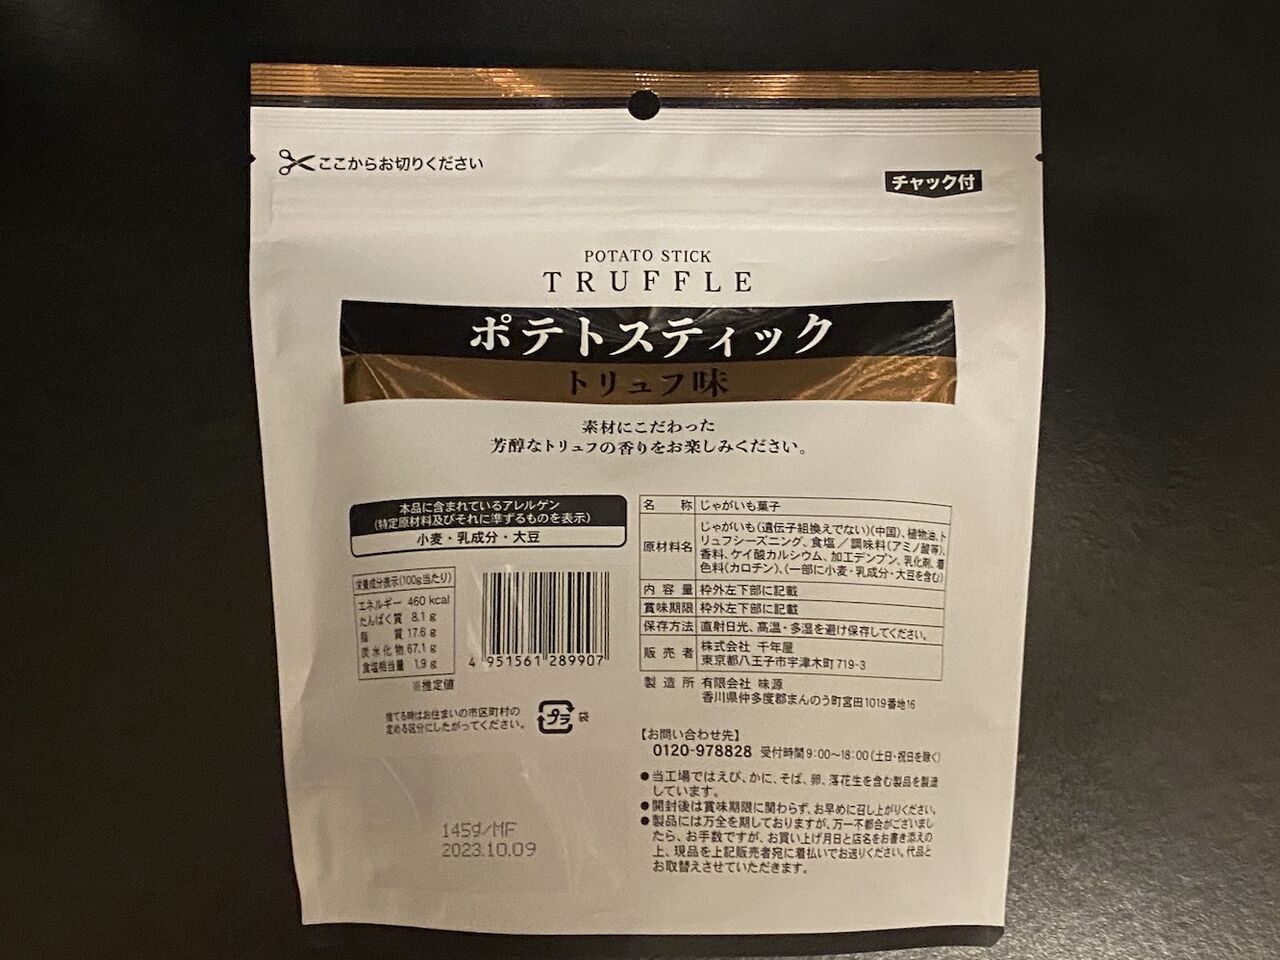 ここからお切りください
チャック付
POTATO STICK
TRUFFLE
ポテトスティック
トリュフ味
素材にこだわった
芳醇なトリュフの香りをお楽しみください。
本品に含まれているアレルゲン
(特定原材料及びそれに準ずるものを表示)
小麦・乳成分・大豆
栄養成分表示(100g当たり)
エネルギー 460 kcal
たんぱく質 8.1 g
脂 質 17.6 g
炭水化物 67.1 g
食塩相当量 1.9 g
※推定値
4 951561 289907
捨てる時はお住まいの市区町村の
定める区分にしたがってください。
プラ 袋
145g/MF
2023.10.09
名 称 じゃがいも菓子
原材料名 じゃがいも(遺伝子組換えでない)(中国)、植物油、ト
リュフシーズニング、食塩／調味料(アミノ酸等)、
香料、ケイ酸カルシウム、加工デンプン、乳化剤、着
色料(カロチン)、(一部に小麦・乳成分・大豆を含む)
内 容 量 枠外左下部に記載
賞味期限 枠外左下部に記載
保存方法 直射日光、高温・多湿を避け保存してください。
販 売 者 株式会社 千年屋
東京都八王子市宇津木町719-3
製 造 所 有限会社 味源
香川県仲多度郡まんのう町宮田1019番地16
【お問い合わせ先】
0120-978828 受付時間9:00〜18:00(土日・祝日を除く)
●当工場ではえび、かに、そば、卵、落花生を含む製品を製造
しています。
●開封後は賞味期限に関わらず、お早めに召し上がりください。
●製品には万全を期しておりますが、万一不都合がございまし
たら、お手数ですが、お買い上げ月日と店名をお書き添えの
上、現品を上記販売者宛に着払いでお送りください。代品と
お取替えさせていただきます。